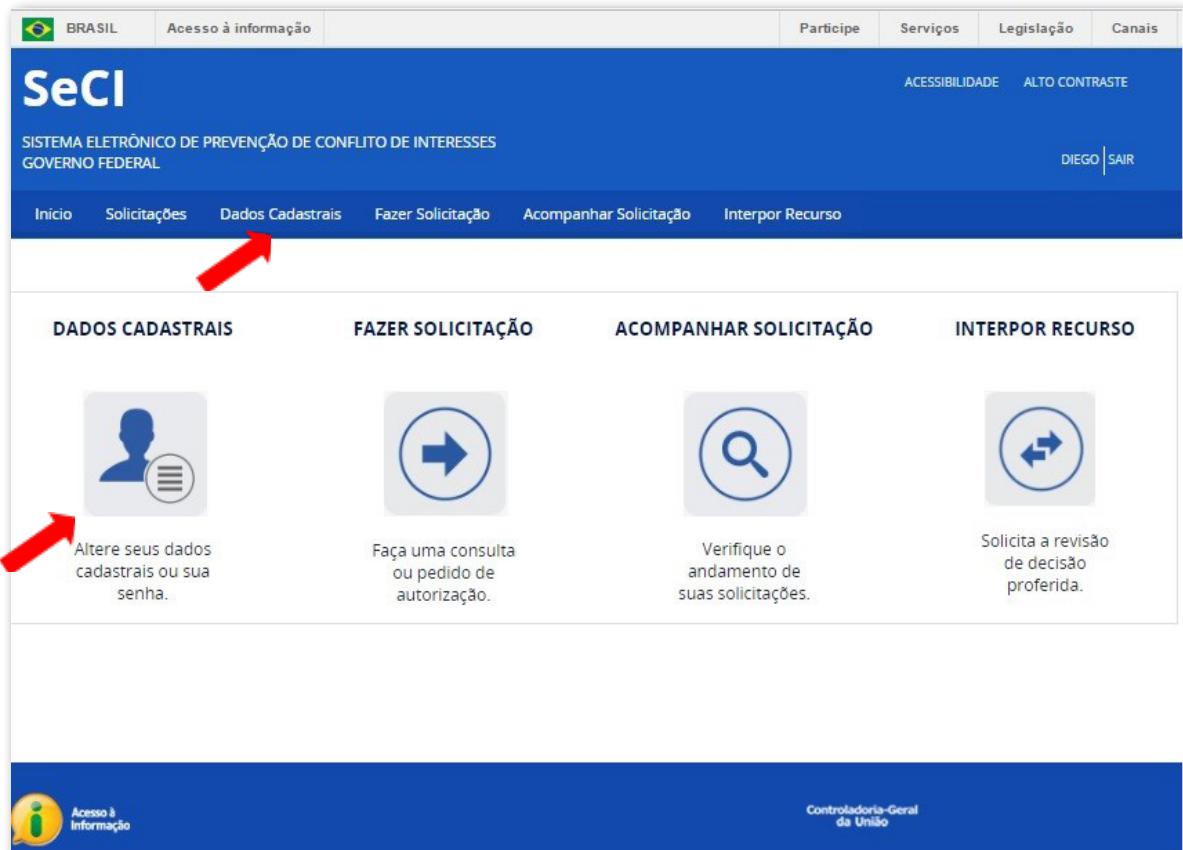 BRASIL Acesso à informação Participe Serviços Legislação Canais
SeCI
ACESSIBILIDADE ALTO CONTRASTE
SISTEMA ELETRÔNICO DE PREVENÇÃO DE CONFLITO DE INTERESSES
GOVERNO FEDERAL
DIEGO SAIR
Início Solicitações Dados Cadastrais Fazer Solicitação Acompanhar Solicitação Interpor Recurso
DADOS CADASTRAIS
Altere seus dados
cadastrais ou sua
senha.
FAZER SOLICITAÇÃO
Faça uma consulta
ou pedido de
autorização.
ACOMPANHAR SOLICITAÇÃO
Verifique o
andamento de
suas solicitações.
INTERPOR RECURSO
Solicita a revisão
de decisão
proferida.
Acesso à
Informação
Controladoria-Geral
da União